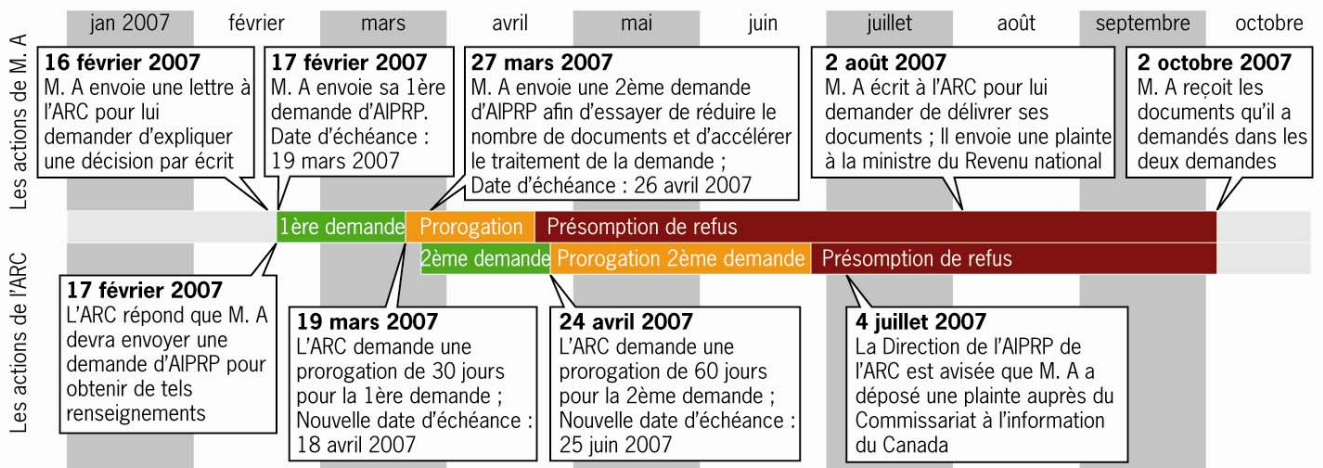 jan 2007 février mars avril mai juin juillet août septembre octobre
Les actions de M. A
16 février 2007
M. A envoie une lettre à
l'ARC pour lui
demander d'expliquer
une décision par écrit
17 février 2007
M. A envoie sa 1ère
demande d'AIPRP.
Date d'échéance :
19 mars 2007
27 mars 2007
M. A envoie une 2ème demande
d'AIPRP afin d'essayer de réduire le
nombre de documents et d'accélérer
le traitement de la demande ;
Date d'échéance : 26 avril 2007
2 août 2007
M. A écrit à l'ARC pour lui
demander de délivrer ses
documents ; Il envoie une plainte
à la ministre du Revenu national
2 octobre 2007
M. A reçoit les
documents qu'il a
demandés dans les
deux demandes
1ère demande Prorogation Présomption de refus
2ème demande Prorogation 2ème demande Présomption de refus
Les actions de l'ARC
17 février 2007
L'ARC répond que M. A
devra envoyer une
demande d'AIPRP pour
obtenir de tels
renseignements
19 mars 2007
L'ARC demande une
prorogation de 30 jours
pour la 1ère demande ;
Nouvelle date d'échéance :
18 avril 2007
24 avril 2007
L'ARC demande une
prorogation de 60 jours
pour la 2ème demande ;
Nouvelle date d'échéance :
25 juin 2007
4 juillet 2007
La Direction de l'AIPRP de
l'ARC est avisée que M. A a
déposé une plainte auprès du
Commissariat à l'information
du Canada